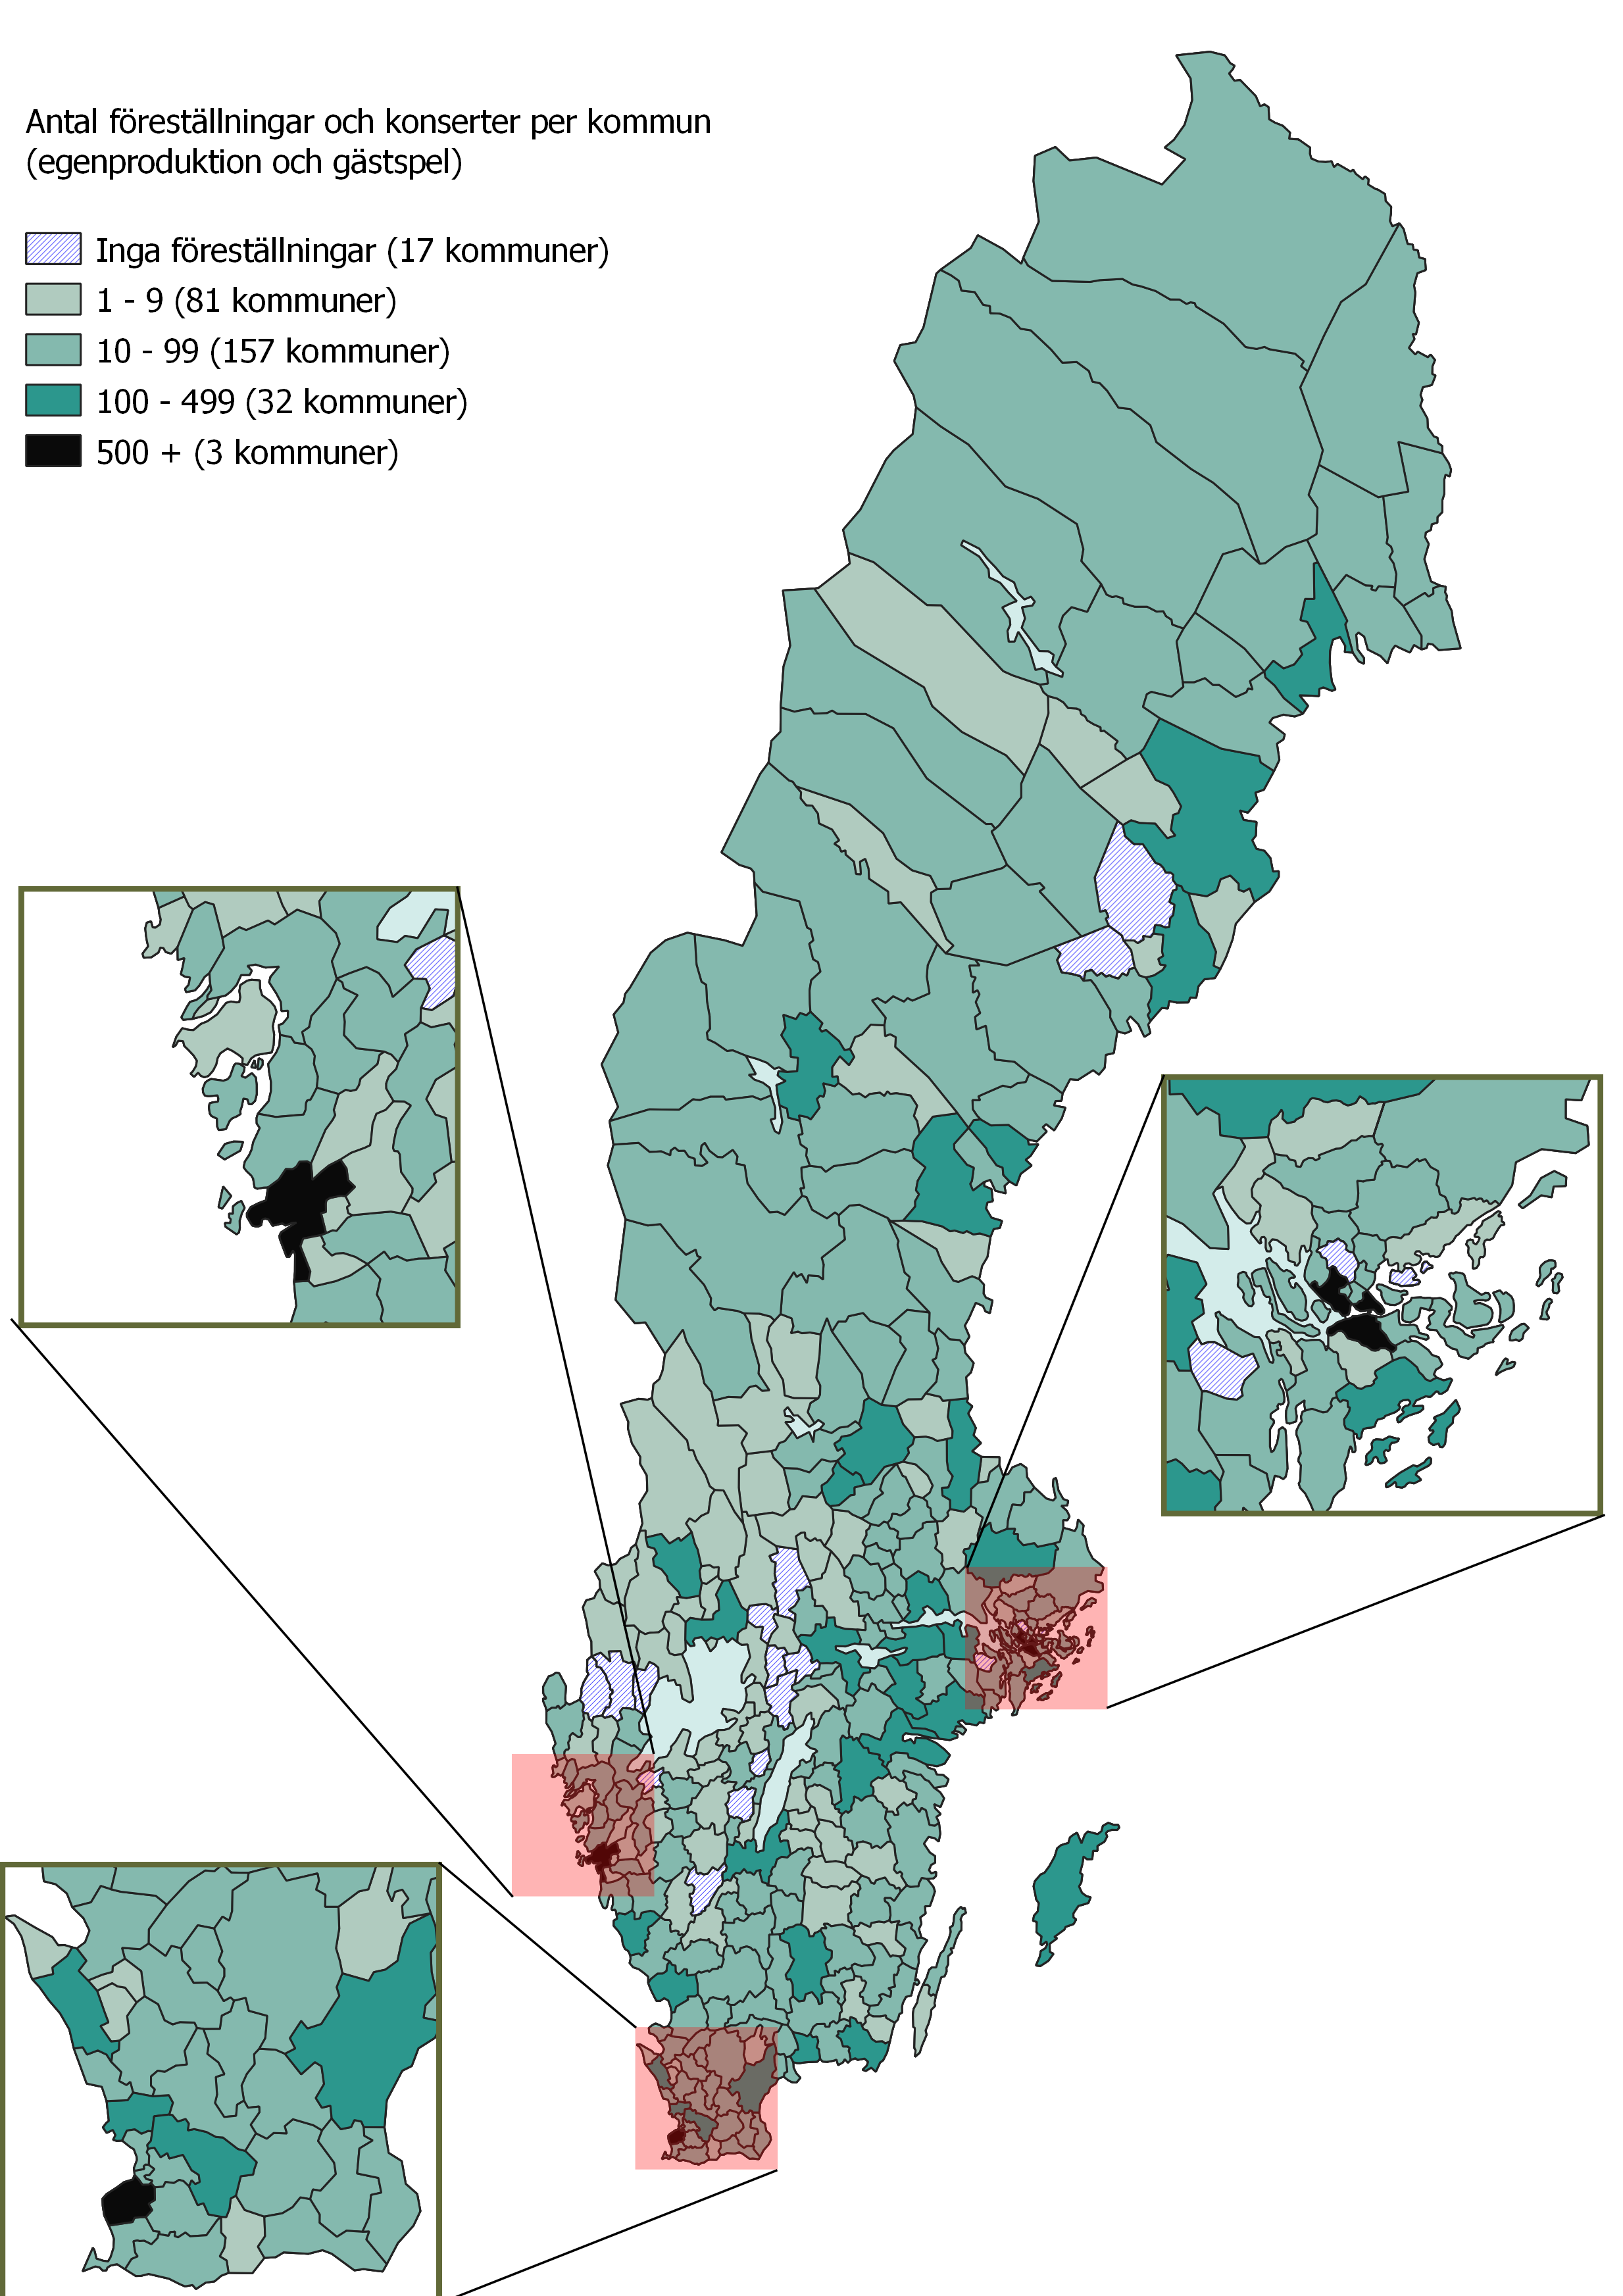 Antal föreställningar och konserter per kommun
(egenproduktion och gästspel)
Inga föreställningar (17 kommuner)
1 - 9 (81 kommuner)
10 - 99 (157 kommuner)
100 - 499 (32 kommuner)
500 + (3 kommuner)